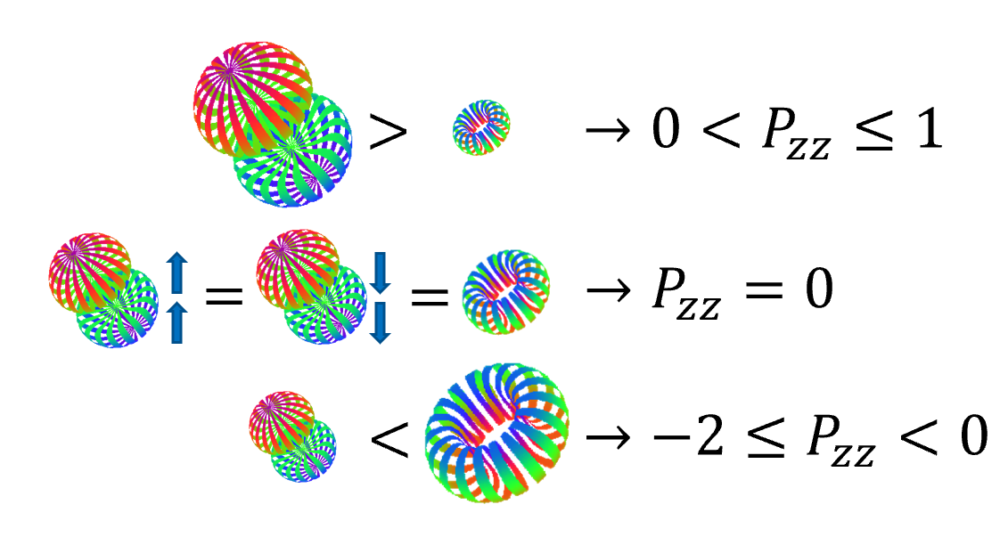 > → 0 < P_zz ≤ 1
= = → P_zz = 0
< → −2 ≤ P_zz < 0